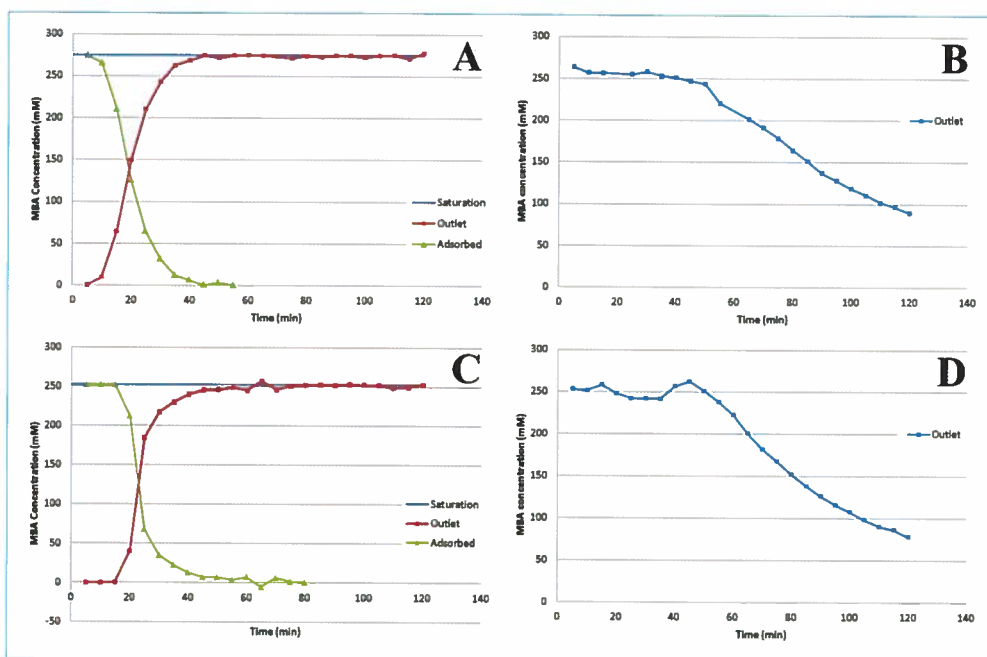 A
MBA Concentration (mM)
300
250
200
150
100
50
0
0 20 40 60 80 100 120 140
Time (min)
Saturation
Outlet
Adsorbed
B
MBA concentration (mM)
300
250
200
150
100
50
0
0 20 40 60 80 100 120 140
Time (min)
Outlet
C
MBA Concentration (mM)
300
250
200
150
100
50
0
-50
0 20 40 60 80 100 120 140
Time (min)
Saturation
Outlet
Adsorbed
D
MBA concentration (mM)
300
250
200
150
100
50
0
0 20 40 60 80 100 120 140
Time (min)
Outlet